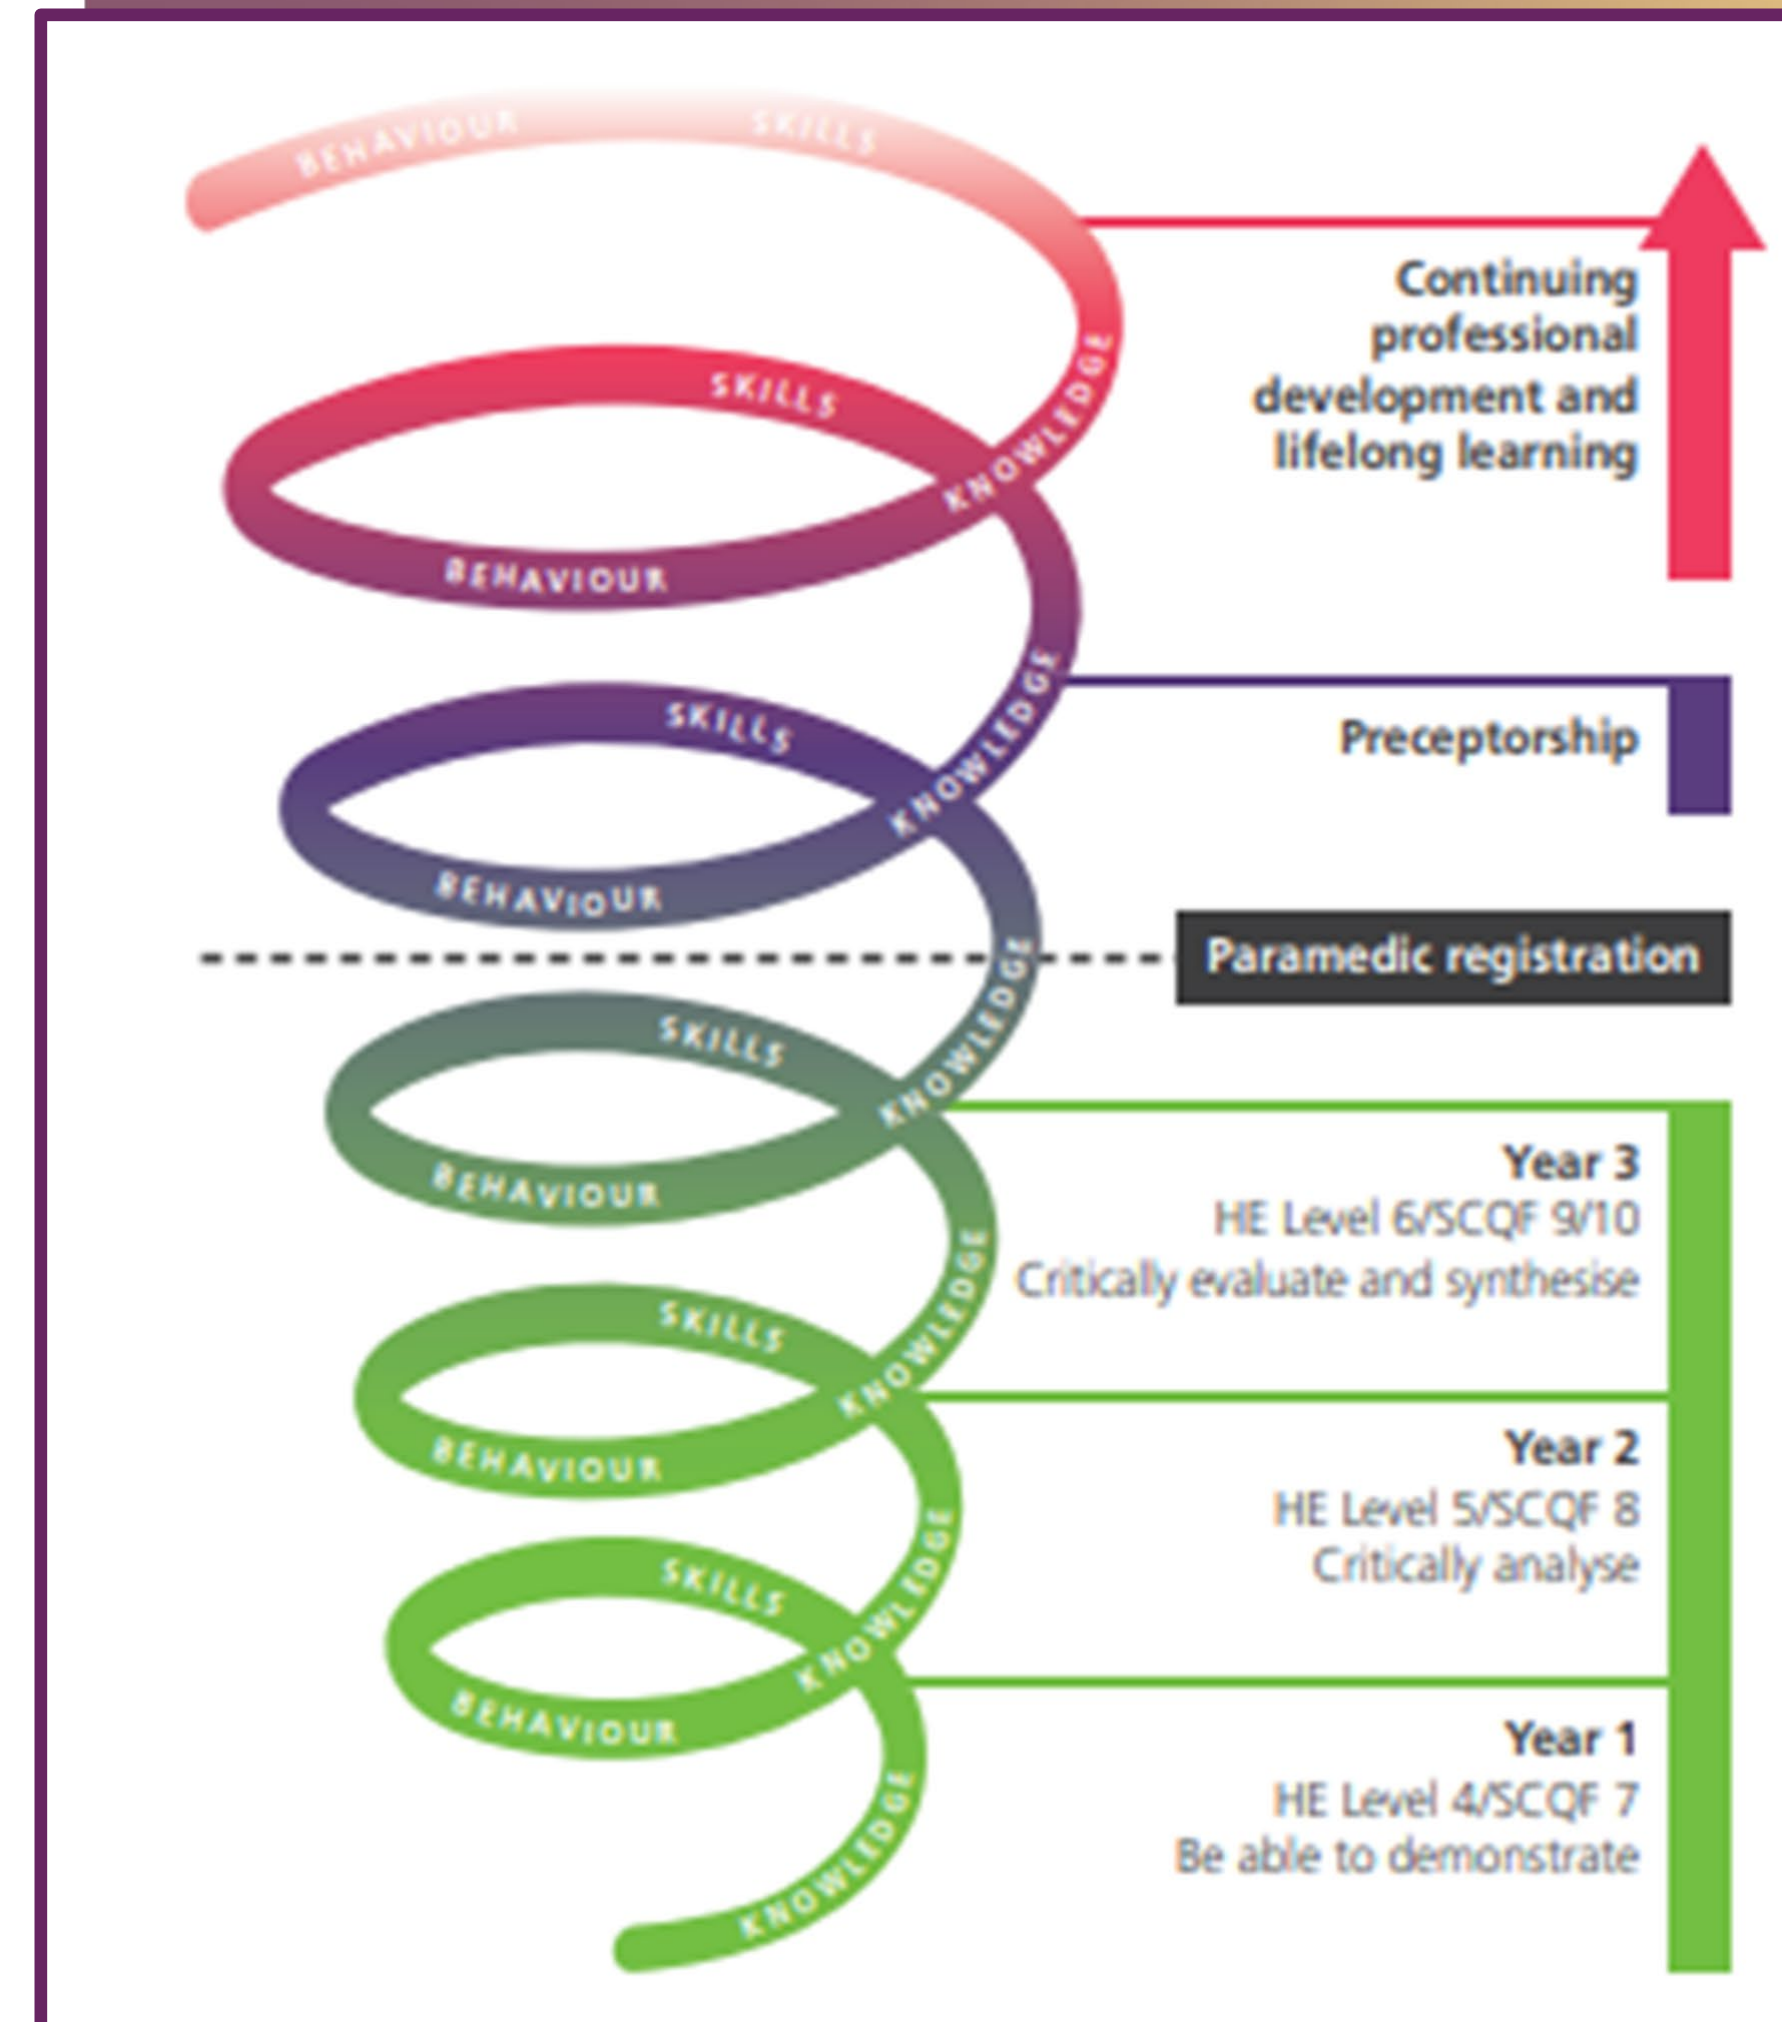 BEHAVIOUR SKILLS
Continuing
professional
development and
lifelong learning
KNOWLEDGE
SKILLS
BEHAVIOUR
KNOWLEDGE
Preceptorship
SKILLS
BEHAVIOUR
Paramedic registration
KNOWLEDGE
SKILLS
BEHAVIOUR
Year 3
HE Level 6/SCQF 9/10
Critically evaluate and synthesise
KNOWLEDGE
SKILLS
BEHAVIOUR
Year 2
HE Level 5/SCQF 8
Critically analyse
KNOWLEDGE
SKILLS
BEHAVIOUR
Year 1
HE Level 4/SCQF 7
Be able to demonstrate
KNOWLEDGE